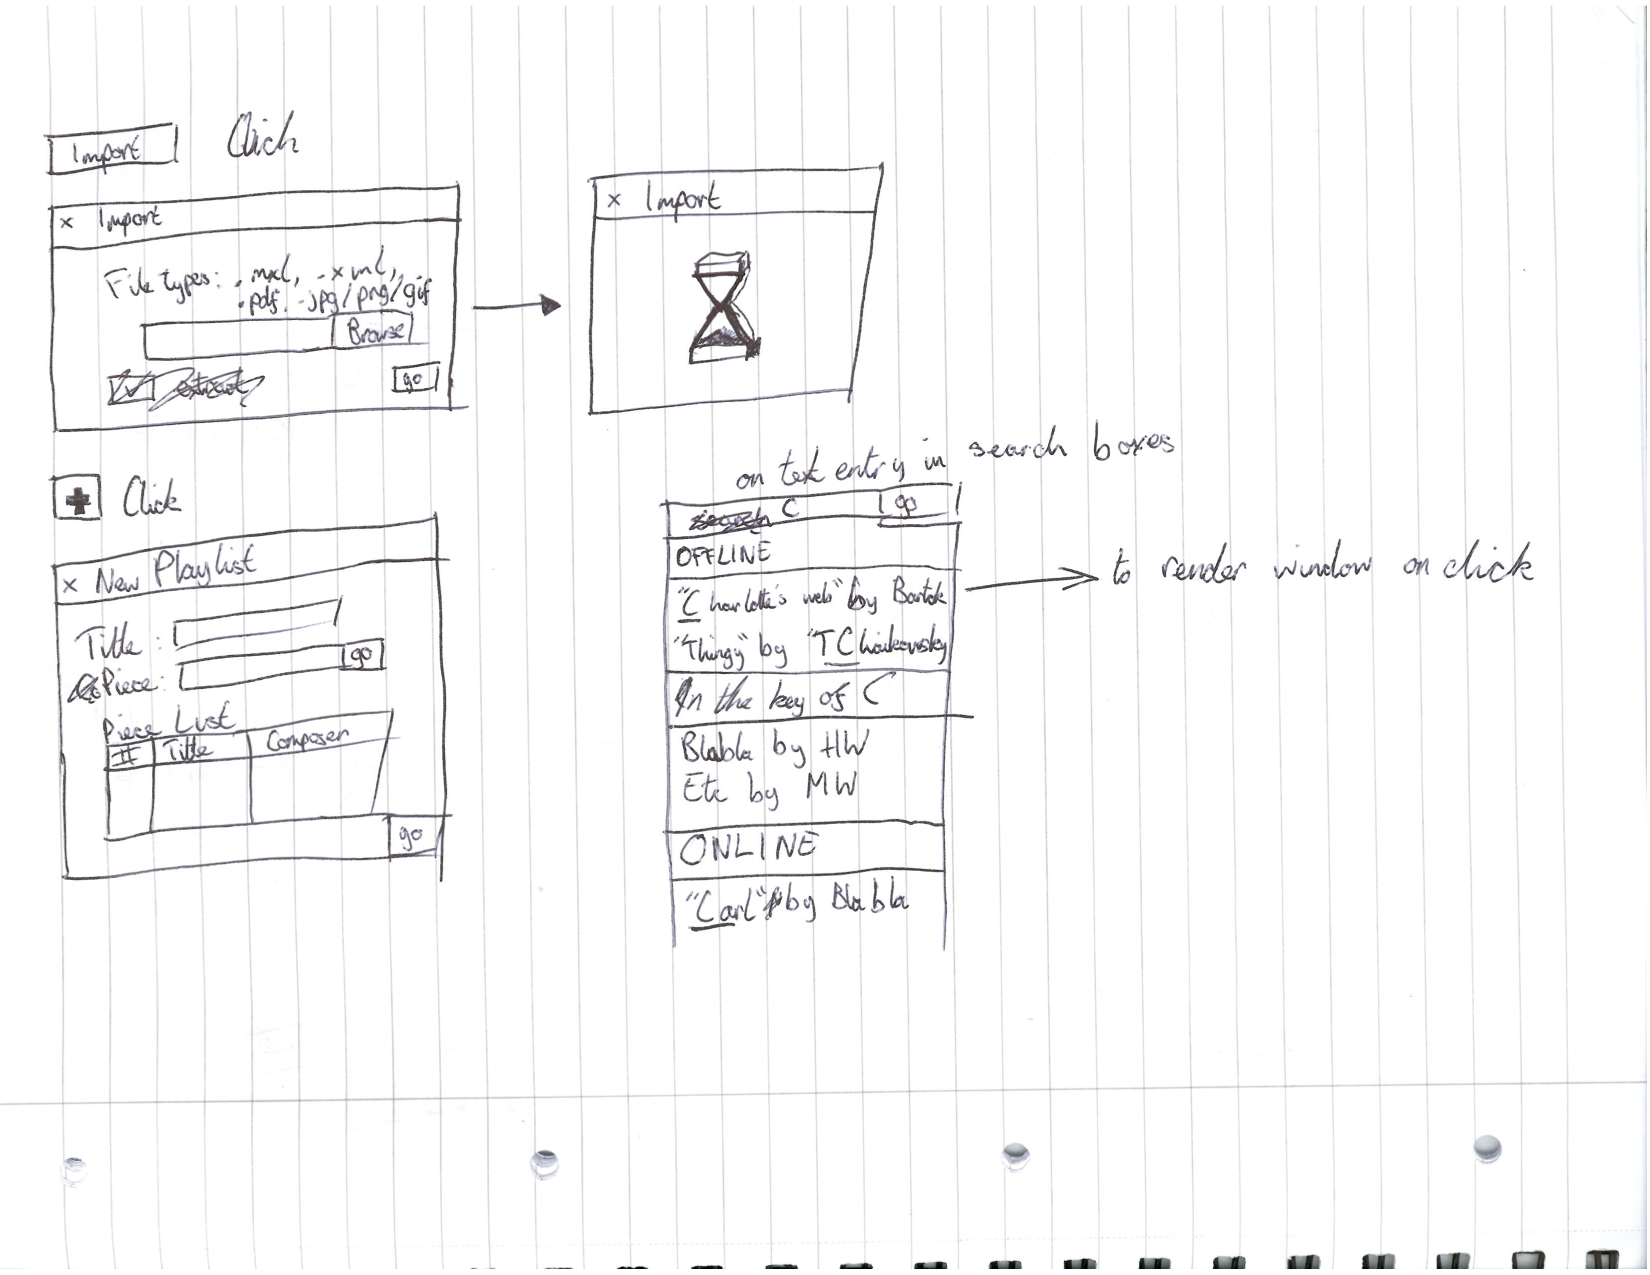 Import
Click
x Import
File types: .mxl, .xml,
.pdf, .jpg/png/gif
Browse
go
x Import
+ Click
x New Playlist
Title:
Piece:
go
Piece List
# Title Composer
go
on text entry in search boxes
search C go
OFFLINE
"Charlotte's web" by Bartok
"Thingy" by "TChaikovsky
to render window on click
In the key of C
Blabla by HW
Etc by MW
ONLINE
"Carl" by Blabla